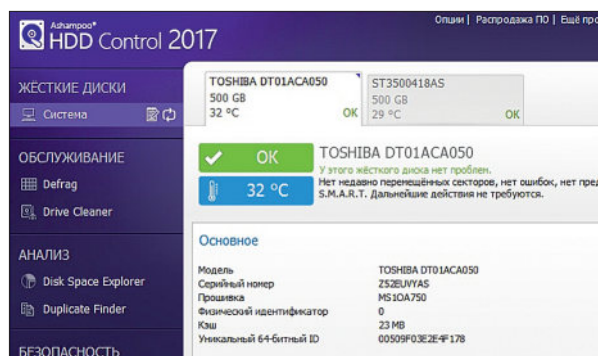 Опции | Распродажа ПО | Ещё про
Ashampoo®
HDD Control 2017
ЖЁСТКИЕ ДИСКИ
Система
ОБСЛУЖИВАНИЕ
Defrag
Drive Cleaner
АНАЛИЗ
Disk Space Explorer
Duplicate Finder
БЕЗОПАСНОСТЬ
TOSHIBA DT01ACA050
500 GB
32 °C OK
ST3500418AS
500 GB
29 °C OK
OK
32 °C
TOSHIBA DT01ACA050
У этого жёсткого диска нет проблем.
Нет недавно перемещённых секторов, нет ошибок, нет пред
S.M.A.R.T. Дальнейшие действия не требуются.
Основное
Модель TOSHIBA DT01ACA050
Серийный номер Z52EUVYAS
Прошивка MS1OA750
Физический идентификатор 0
Кэш 23 MB
Уникальный 64-битный ID 00509F03E2E4F178